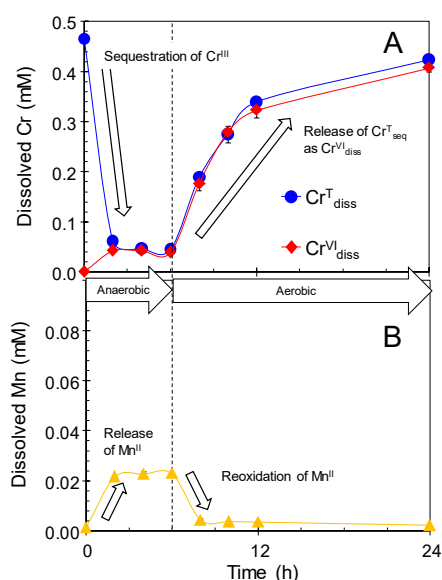 A
0.5
0.4
0.3
0.2
0.1
0.0
Dissolved Cr (mM)
Sequestration of Crᴵᴵᴵ
Release of Crᵀseq
as Crⱽᴵdiss
Crᵀdiss
Crⱽᴵdiss
Anaerobic
Aerobic
B
0.08
0.06
0.04
0.02
0.00
Dissolved Mn (mM)
Release
of Mnᴵᴵ
Reoxidation of Mnᴵᴵ
0
12
24
Time (h)